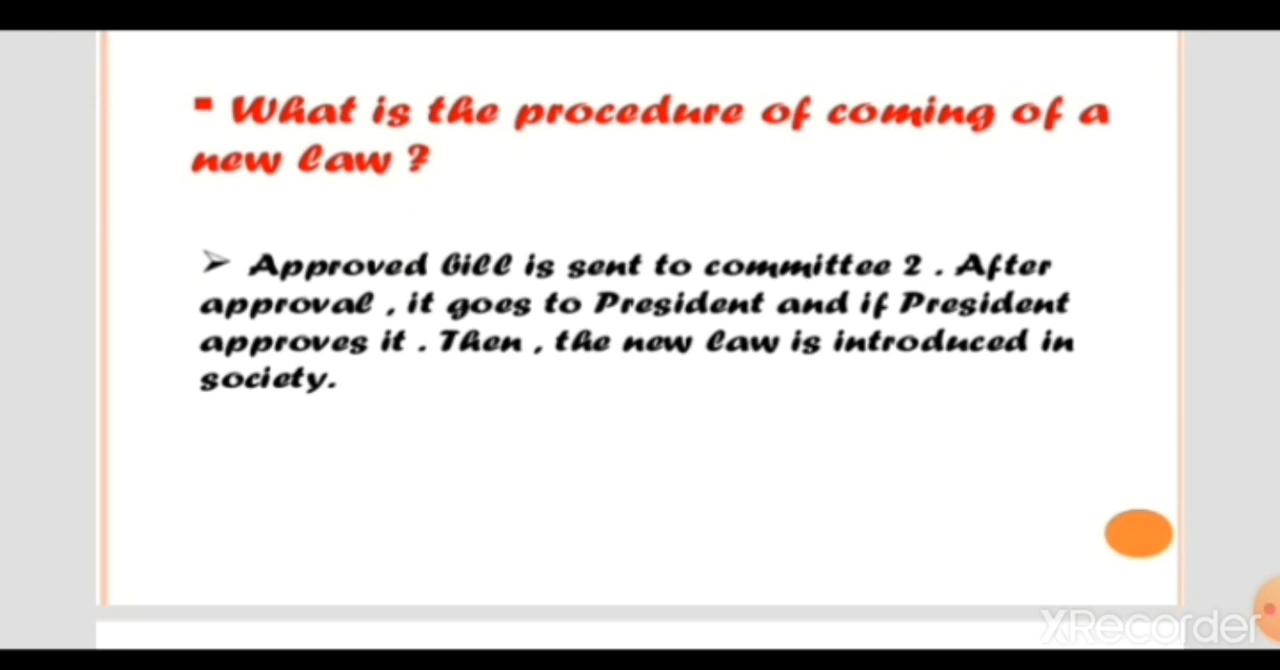 ▪ What is the procedure of coming of a
new law ?
➢ Approved bill is sent to committee 2 . After
approval , it goes to President and if President
approves it . Then , the new law is introduced in
society.
XRecorder